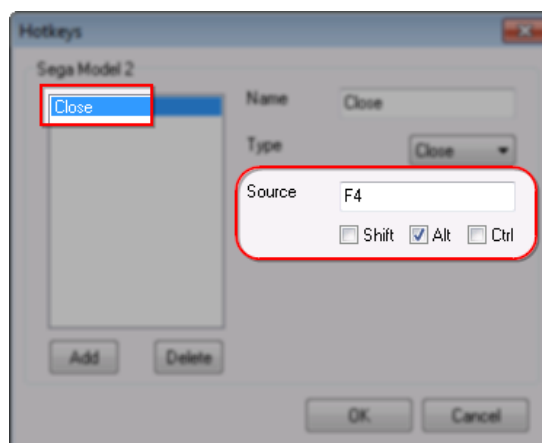 Hotkeys
Sega Model 2
Close
Name Close
Type Close
Source F4
Shift Alt Ctrl
Add Delete
OK Cancel